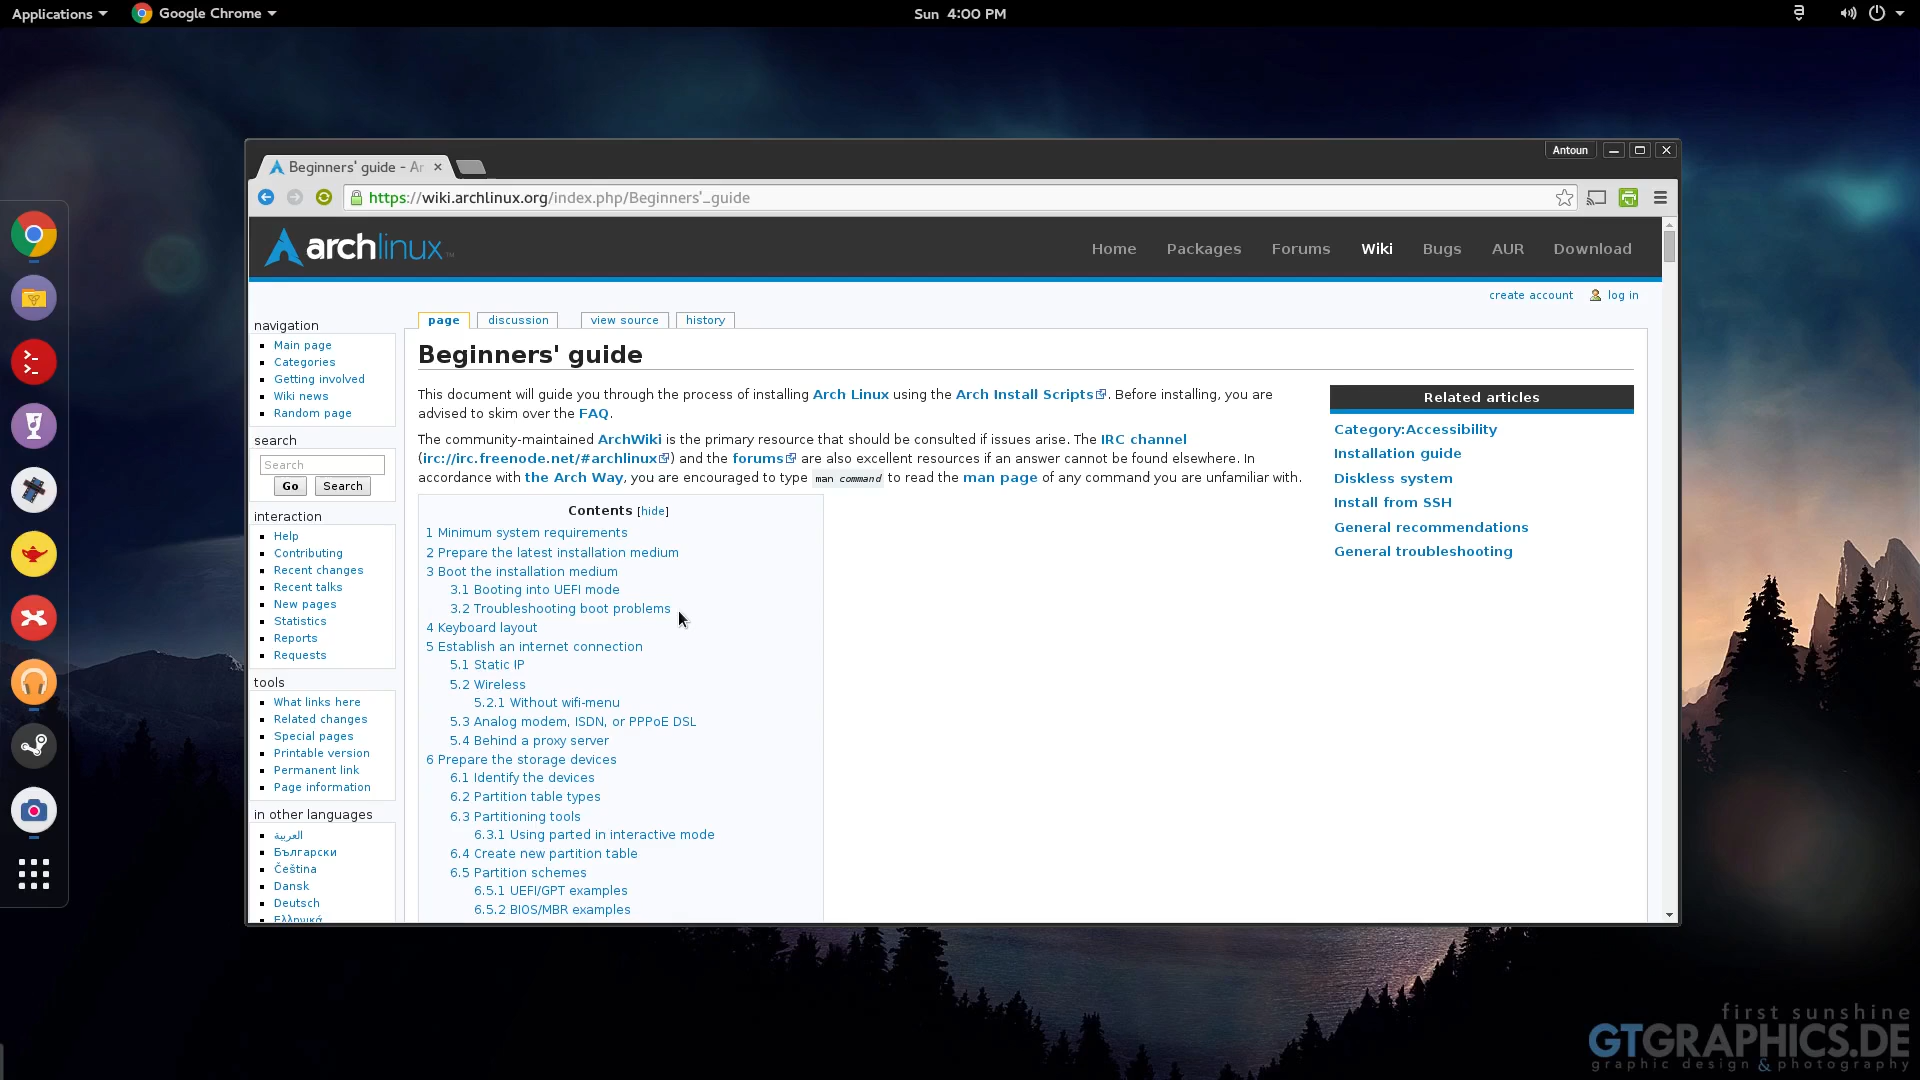 Applications
Google Chrome
Sun 4:00 PM
Beginners' guide - Ar
Antoun
https://wiki.archlinux.org/index.php/Beginners'_guide
archlinux™
Home Packages Forums Wiki Bugs AUR Download
create account log in
page discussion view source history
navigation
Main page
Categories
Getting involved
Wiki news
Random page
search
Search
Go Search
interaction
Help
Contributing
Recent changes
Recent talks
New pages
Statistics
Reports
Requests
tools
What links here
Related changes
Special pages
Printable version
Permanent link
Page information
in other languages
العربية
Български
Čeština
Dansk
Deutsch
Ελληνικά
Beginners' guide
This document will guide you through the process of installing Arch Linux using the Arch Install Scripts. Before installing, you are
advised to skim over the FAQ.
The community-maintained ArchWiki is the primary resource that should be consulted if issues arise. The IRC channel
(irc://irc.freenode.net/#archlinux) and the forums are also excellent resources if an answer cannot be found elsewhere. In
accordance with the Arch Way, you are encouraged to type man command to read the man page of any command you are unfamiliar with.
Contents [hide]
1 Minimum system requirements
2 Prepare the latest installation medium
3 Boot the installation medium
3.1 Booting into UEFI mode
3.2 Troubleshooting boot problems
4 Keyboard layout
5 Establish an internet connection
5.1 Static IP
5.2 Wireless
5.2.1 Without wifi-menu
5.3 Analog modem, ISDN, or PPPoE DSL
5.4 Behind a proxy server
6 Prepare the storage devices
6.1 Identify the devices
6.2 Partition table types
6.3 Partitioning tools
6.3.1 Using parted in interactive mode
6.4 Create new partition table
6.5 Partition schemes
6.5.1 UEFI/GPT examples
6.5.2 BIOS/MBR examples
Related articles
Category:Accessibility
Installation guide
Diskless system
Install from SSH
General recommendations
General troubleshooting
first sunshine
GTGRAPHICS.DE
graphic design & photography